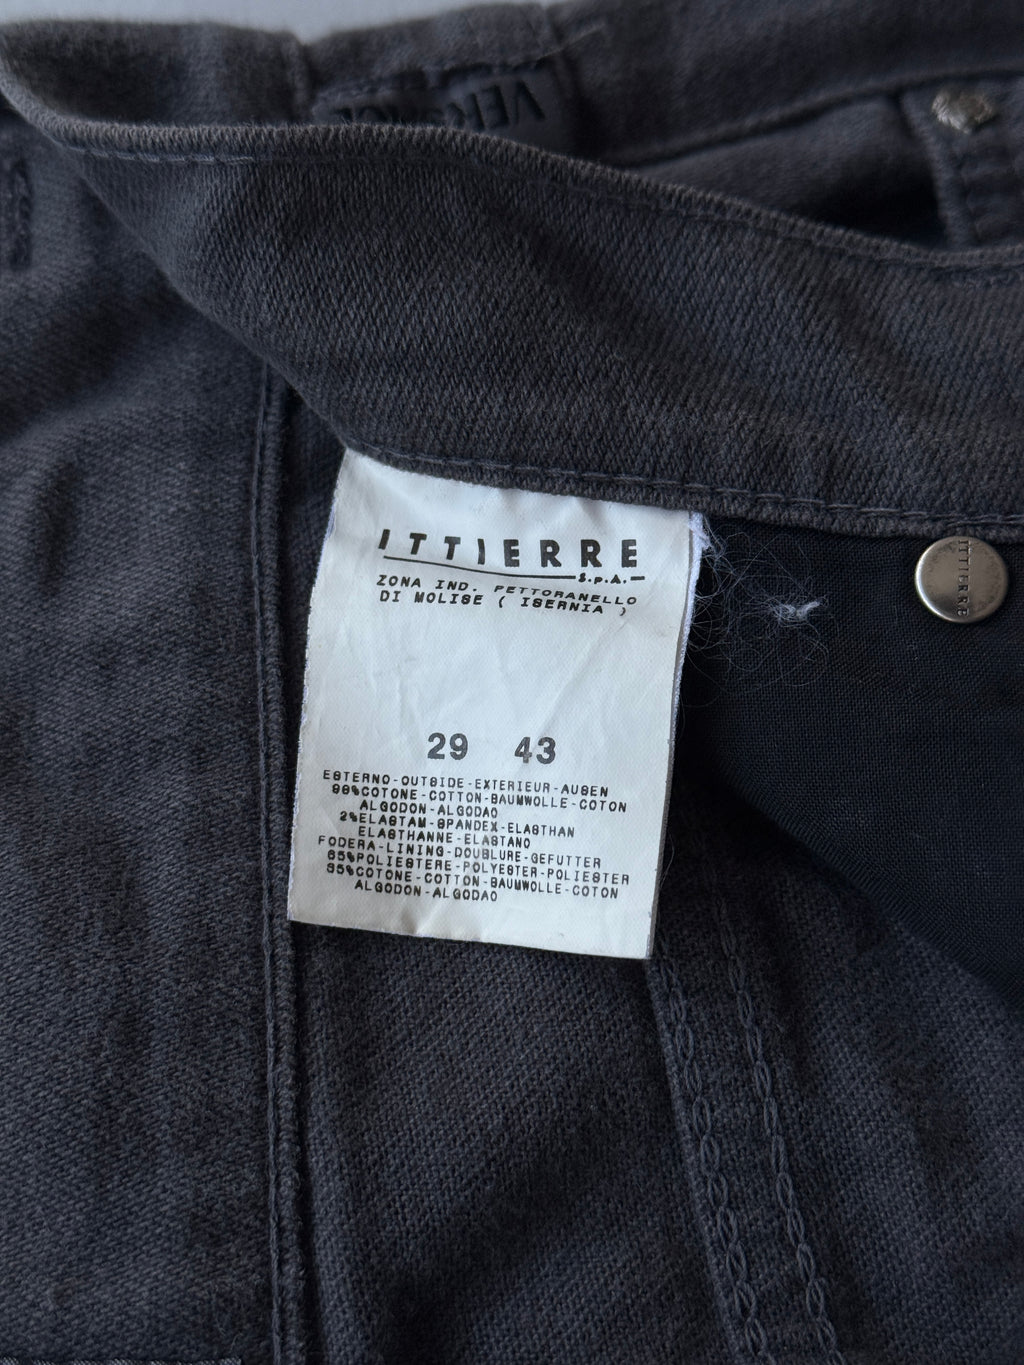 ITTIERRE
S.p.A.
ZONA IND. PETTORANELLO
DI MOLISE ( ISERNIA )
29 43
ESTERNO-OUTSIDE-EXTERIEUR-AUSEN
98%COTONE-COTTON-BAUMWOLLE-COTON
ALGODON-ALGODAO
2%ELASTAM-SPANDEX-ELASTHAN
ELASTHANNE-ELASTANO
FODERA-LINING-DOUBLURE-GEFUTTER
65%POLIESTERE-POLYESTER-POLIESTER
35%COTONE-COTTON-BAUMWOLLE-COTON
ALGODON-ALGODAO
ITTIERRE